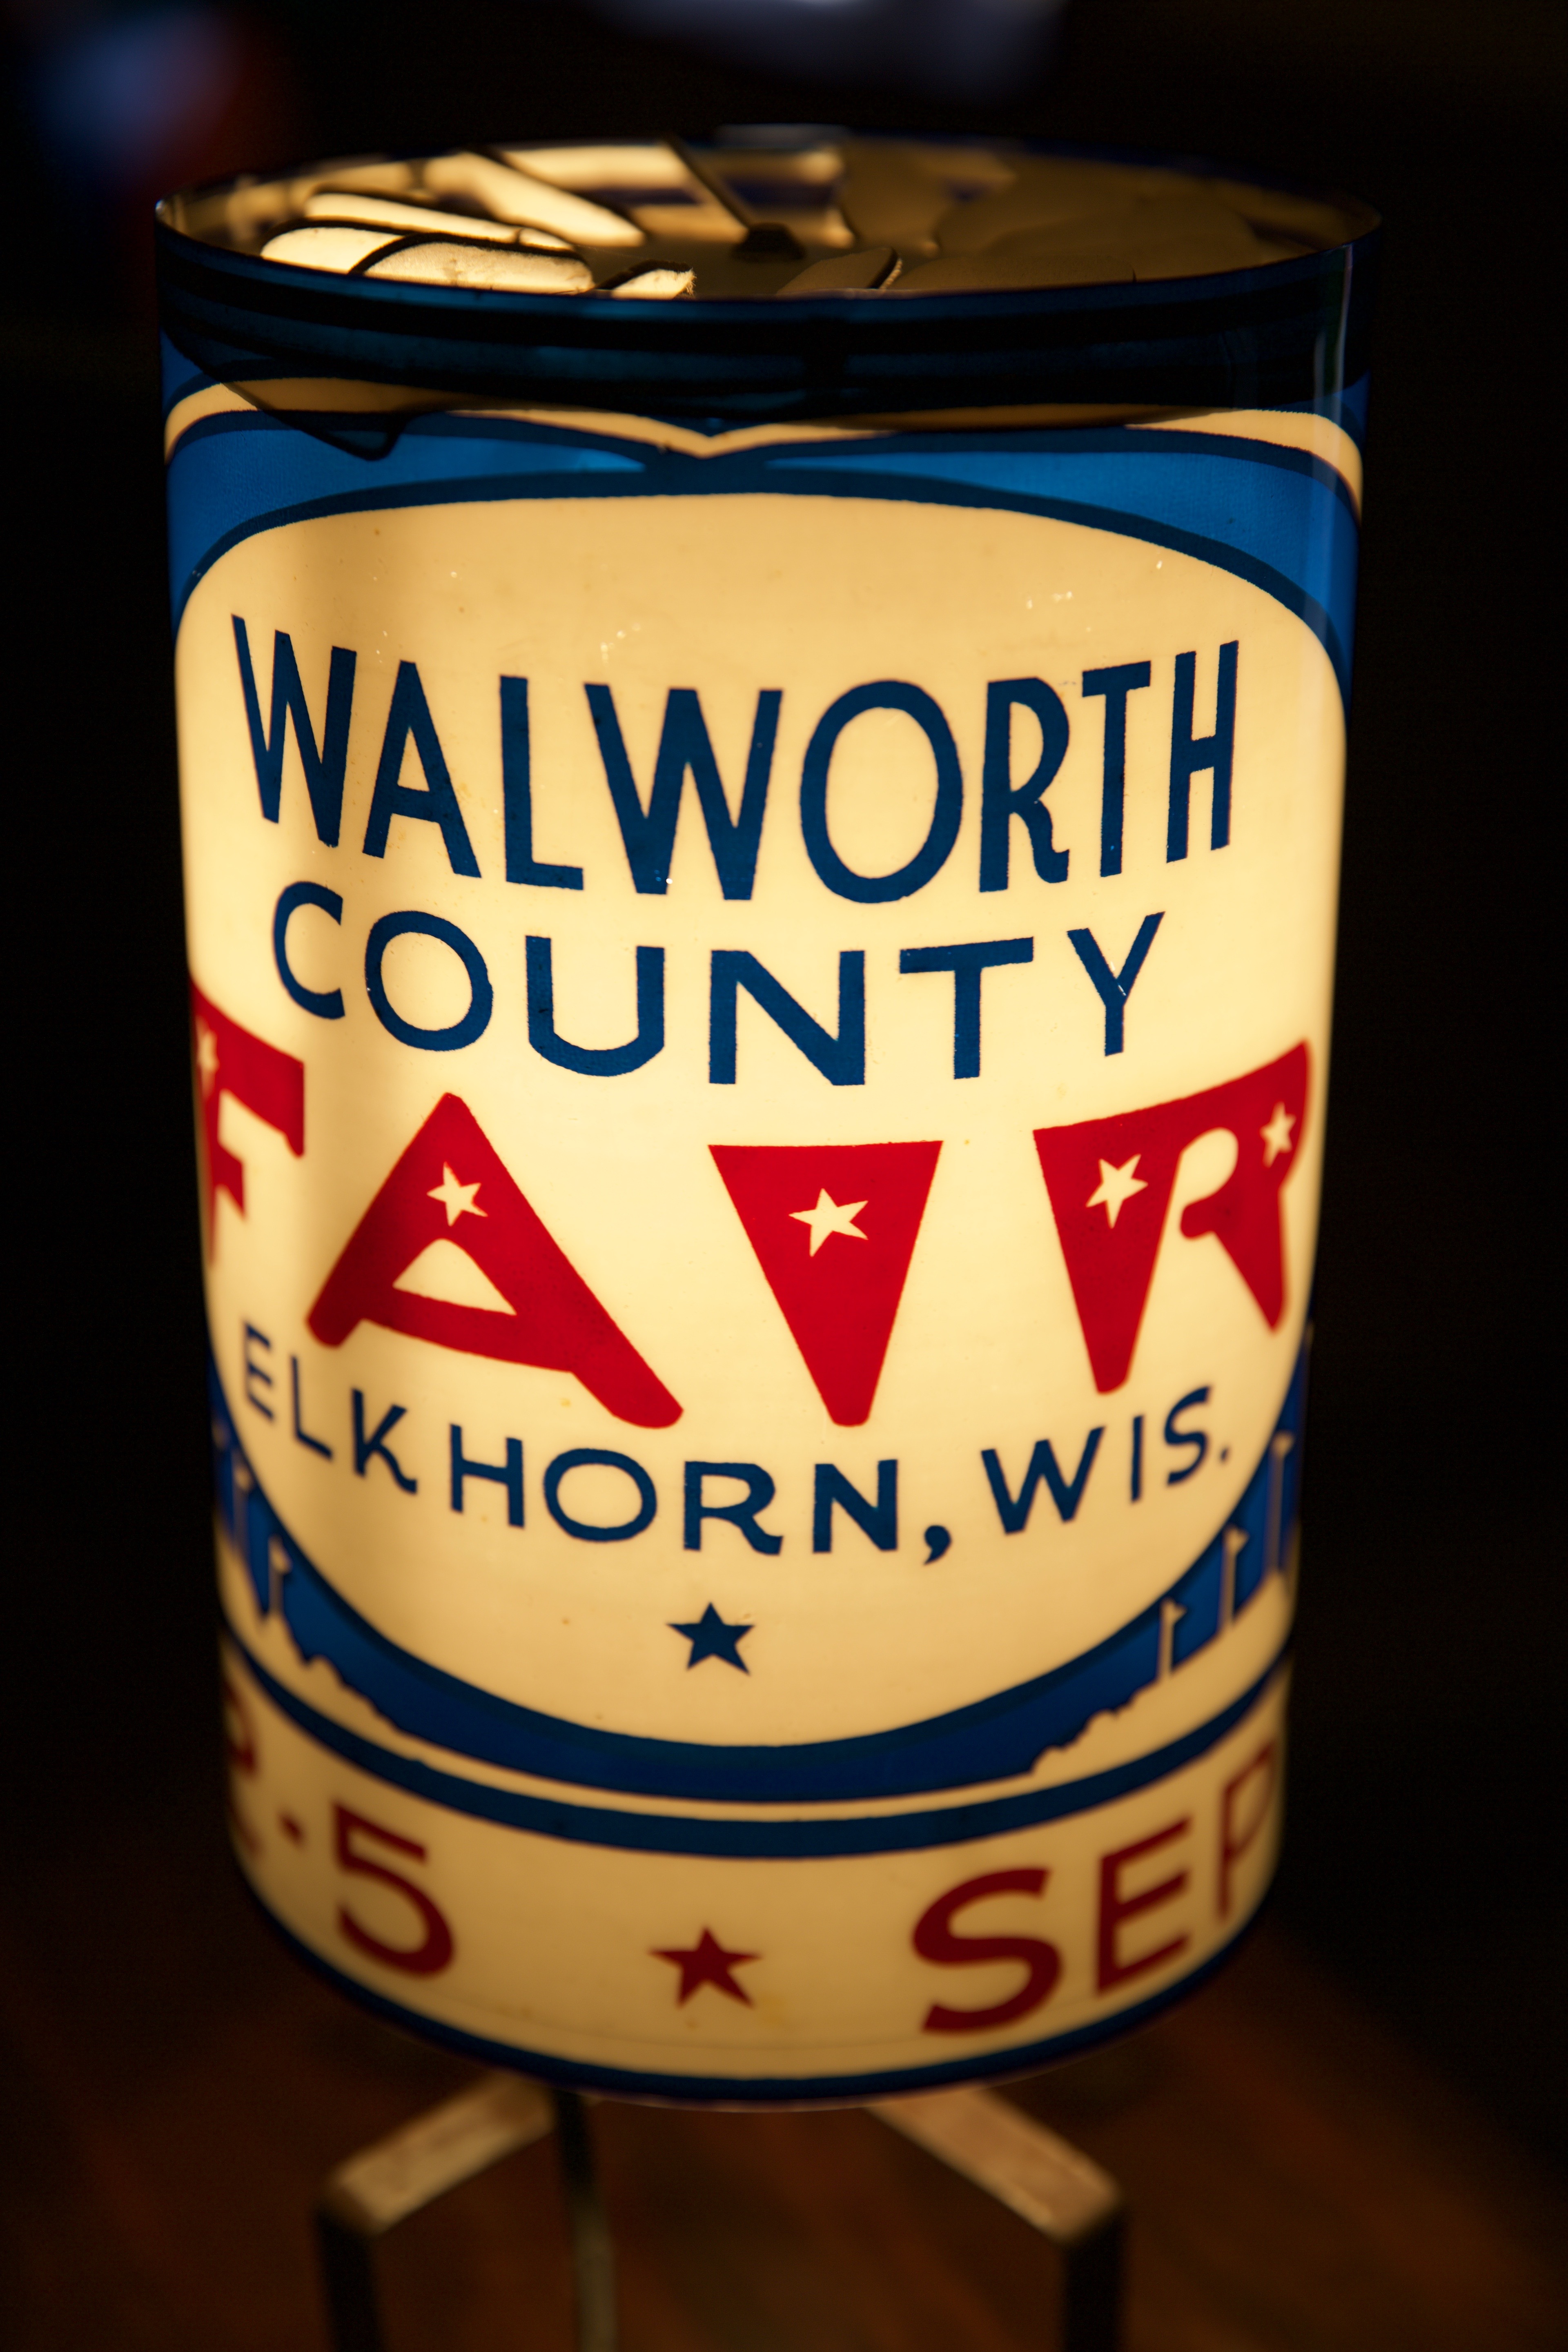 WALWORTH
COUNTY
FAIR
ELKHORN, WIS.
5 ★ SEP